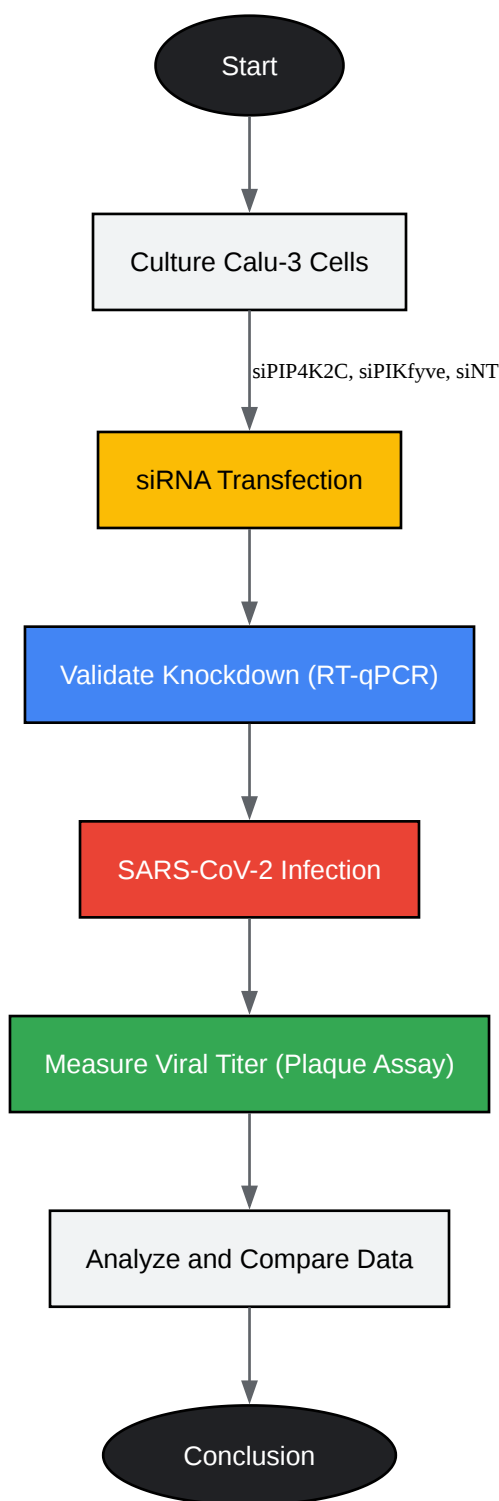 Start
Culture Calu-3 Cells
siPIP4K2C, siPIKfyve, siNT
siRNA Transfection
Validate Knockdown (RT-qPCR)
SARS-CoV-2 Infection
Measure Viral Titer (Plaque Assay)
Analyze and Compare Data
Conclusion